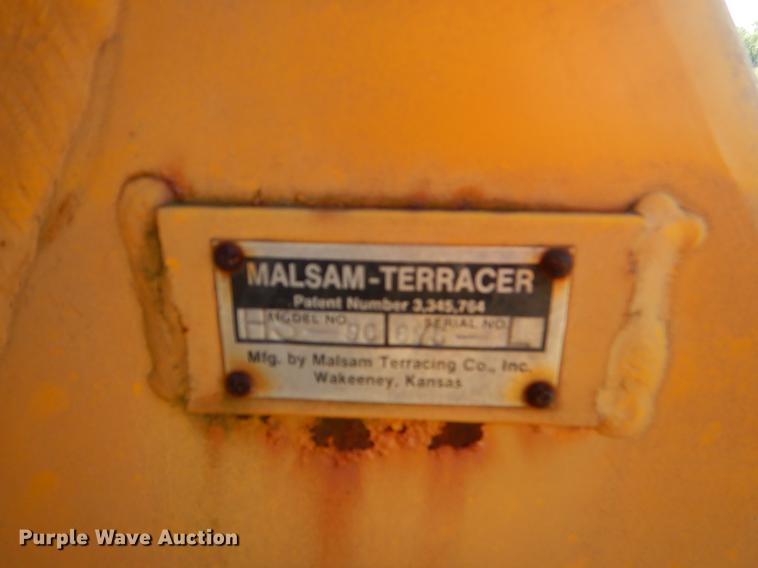 MALSAM-TERRACER
Patent Number 3,345,764
MODEL NO. SERIAL NO.
Mfg. by Malsam Terracing Co., Inc.
Wakeeney, Kansas
Purple Wave Auction